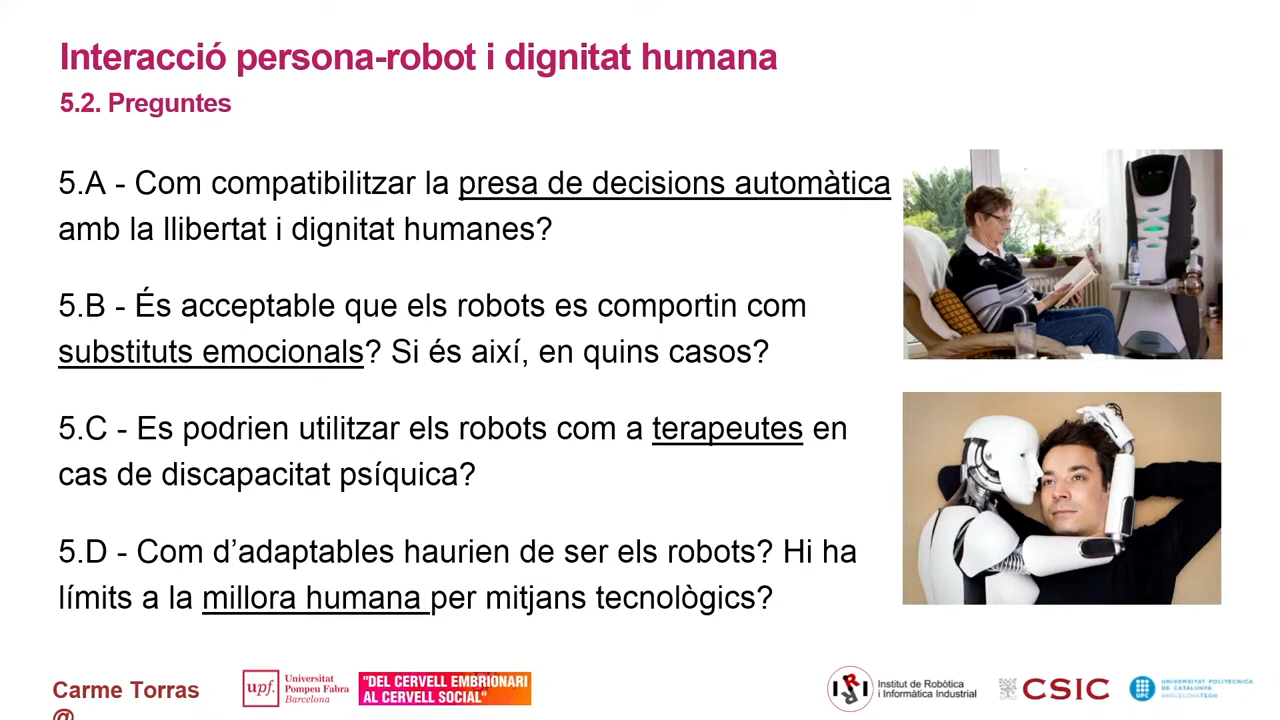 Interacció persona-robot i dignitat humana
5.2. Preguntes
5.A - Com compatibilitzar la presa de decisions automàtica
amb la llibertat i dignitat humanes?
5.B - És acceptable que els robots es comportin com
substituts emocionals? Si és així, en quins casos?
5.C - Es podrien utilitzar els robots com a terapeutes en
cas de discapacitat psíquica?
5.D - Com d’adaptables haurien de ser els robots? Hi ha
límits a la millora humana per mitjans tecnològics?
Carme Torras
@
upf.
Universitat
Pompeu Fabra
Barcelona
"DEL CERVELL EMBRIONARI
AL CERVELL SOCIAL"
IRI
Institut de Robòtica
i Informàtica Industrial
CSIC
UPC
UNIVERSITAT POLITÈCNICA
DE CATALUNYA
BARCELONATECH